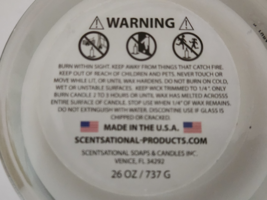 WARNING
BURN WITHIN SIGHT. KEEP AWAY FROM THINGS THAT CATCH FIRE.
KEEP OUT OF REACH OF CHILDREN AND PETS. NEVER TOUCH OR
MOVE WHILE LIT, OR UNTIL WAX HARDENS. DO NOT BURN ON COLD,
WET OR UNSTABLE SURFACES. KEEP WICK TRIMMED TO 1/4" ONLY
BURN CANDLE 2 TO 3 HOURS OR UNTIL WAX HAS MELTED ACROSSS
ENTIRE SURFACE OF CANDLE. STOP USE WHEN 1/4" OF WAX REMAINS.
DO NOT EXTINGUISH WITH WATER. DISCONTINE USE IF GLASS IS
CHIPPED OR CRACKED.
MADE IN THE U.S.A.
SCENTSATIONAL-PRODUCTS.COM
SCENTSATIONAL SOAPS & CANDLES INC.
VENICE, FL 34292
26 OZ / 737 G